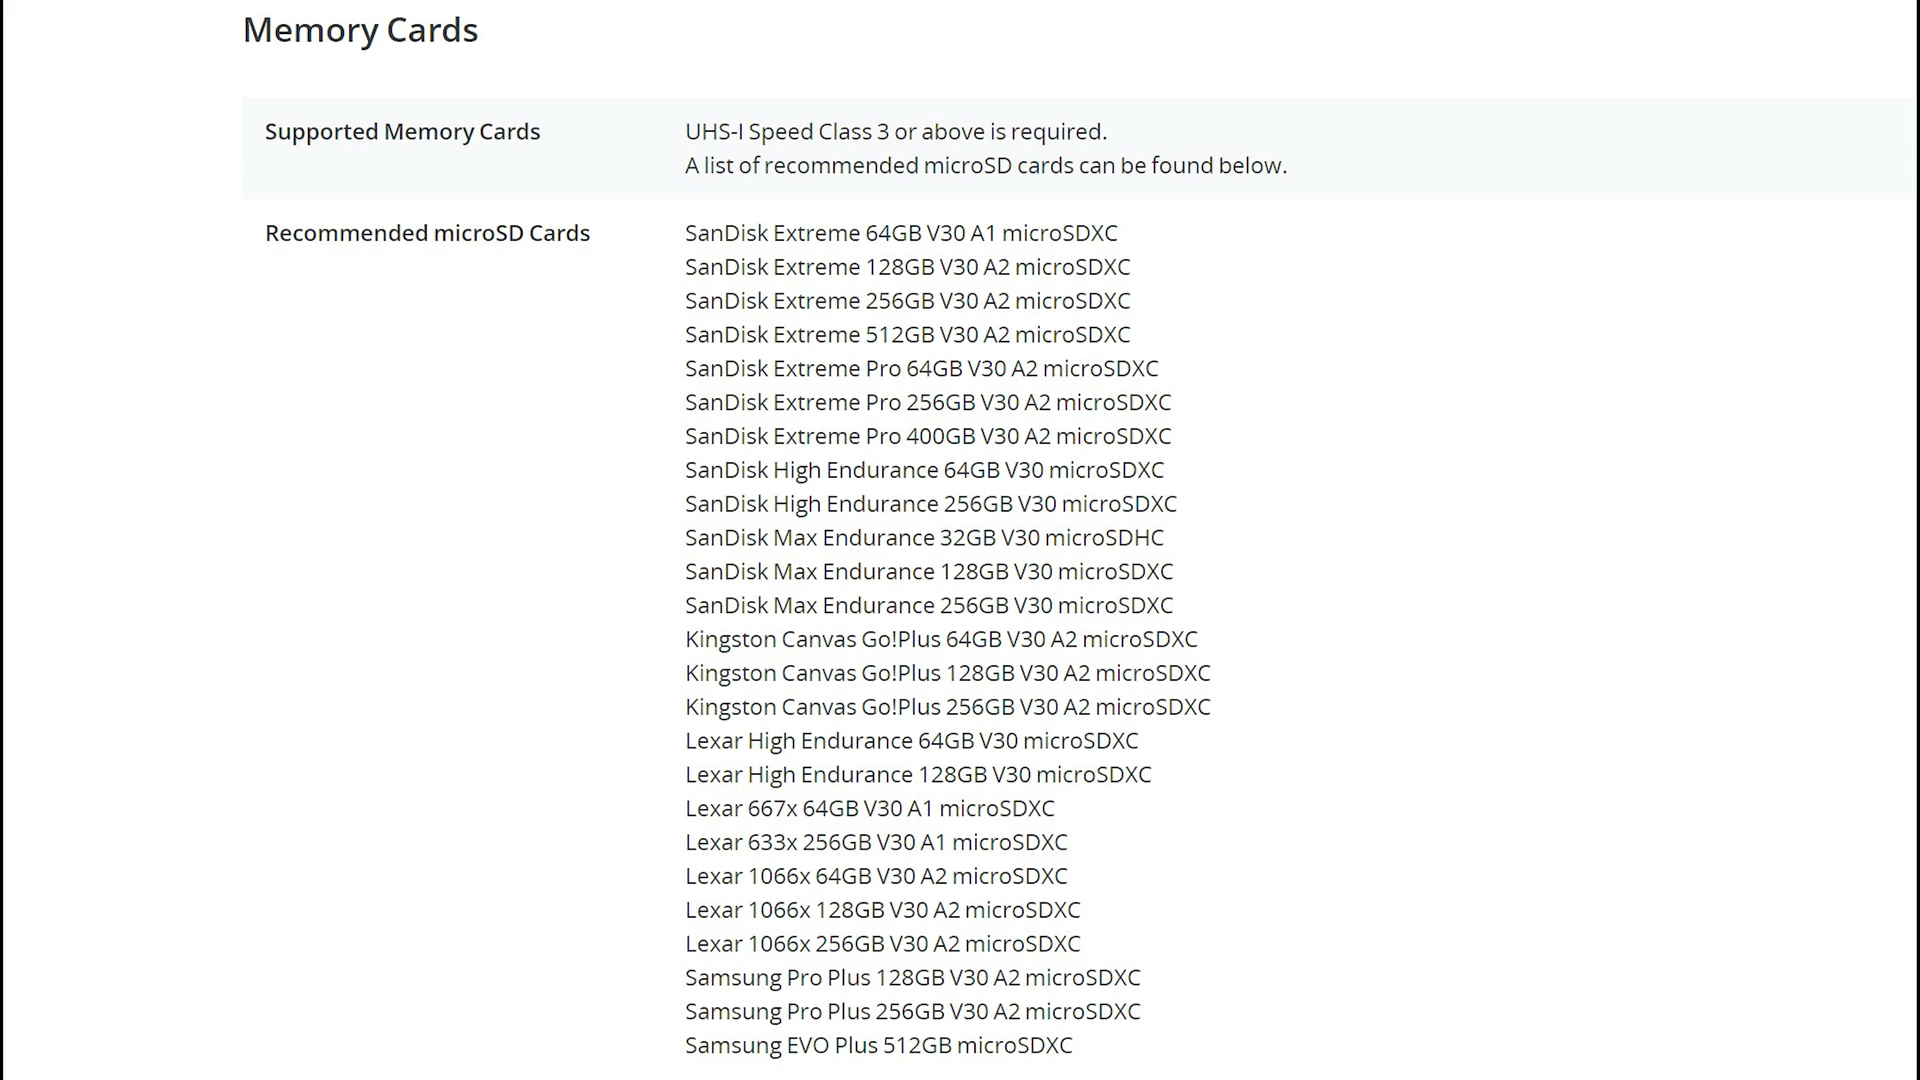 Memory Cards
Supported Memory Cards
UHS-I Speed Class 3 or above is required.
A list of recommended microSD cards can be found below.
Recommended microSD Cards
SanDisk Extreme 64GB V30 A1 microSDXC
SanDisk Extreme 128GB V30 A2 microSDXC
SanDisk Extreme 256GB V30 A2 microSDXC
SanDisk Extreme 512GB V30 A2 microSDXC
SanDisk Extreme Pro 64GB V30 A2 microSDXC
SanDisk Extreme Pro 256GB V30 A2 microSDXC
SanDisk Extreme Pro 400GB V30 A2 microSDXC
SanDisk High Endurance 64GB V30 microSDXC
SanDisk High Endurance 256GB V30 microSDXC
SanDisk Max Endurance 32GB V30 microSDHC
SanDisk Max Endurance 128GB V30 microSDXC
SanDisk Max Endurance 256GB V30 microSDXC
Kingston Canvas Go!Plus 64GB V30 A2 microSDXC
Kingston Canvas Go!Plus 128GB V30 A2 microSDXC
Kingston Canvas Go!Plus 256GB V30 A2 microSDXC
Lexar High Endurance 64GB V30 microSDXC
Lexar High Endurance 128GB V30 microSDXC
Lexar 667x 64GB V30 A1 microSDXC
Lexar 633x 256GB V30 A1 microSDXC
Lexar 1066x 64GB V30 A2 microSDXC
Lexar 1066x 128GB V30 A2 microSDXC
Lexar 1066x 256GB V30 A2 microSDXC
Samsung Pro Plus 128GB V30 A2 microSDXC
Samsung Pro Plus 256GB V30 A2 microSDXC
Samsung EVO Plus 512GB microSDXC